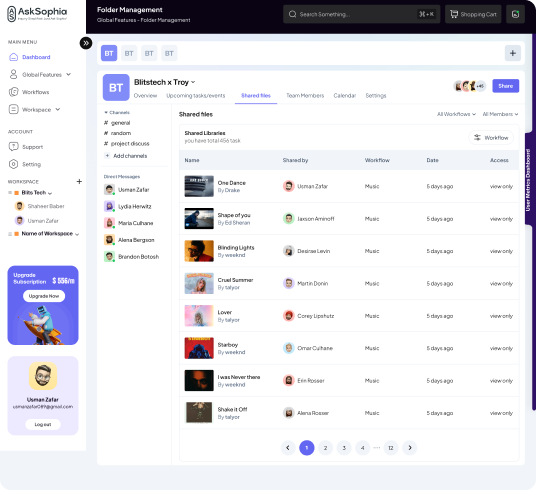 AskSophia
MAIN MENU
Dashboard
Global Features
Workflows
Workspace
ACCOUNT
Support
Setting
WORKSPACE
Blits Tech
Shaheer Baber
Usman Zafar
Name of Workspace
Upgrade
Subscription
$ 556/m
Upgrade Now
Usman Zafar
usmanzafar0819@gmail.com
Log out
Folder Management
Global Features - Folder Management
Search Something...
⌘+K
Shopping Cart
BT BT BT BT
BT
Blitstech x Troy
Overview Upcoming tasks/events Shared files Team Members Calendar Settings
Share
Channels
# general
# random
# project discuss
+ Add channels
Direct Messages
Usman Zafar
Lydia Herwitz
Maria Culhane
Alena Bergson
Brandon Botosh
Shared files
All Workflows All Members
Shared Libraries
you have total 456 task
Workflow
Name Shared by Workflow Date Access
One Dance
By Drake
Usman Zafar Music 5 days ago view only
Shape of you
By Ed Sheran
Jaxson Aminoff Music 5 days ago view only
Blinding Lights
By weeknd
Desirae Levin Music 5 days ago view only
Cruel Summer
By talyor
Martin Donin Music 5 days ago view only
Lover
By talyor
Corey Lipshutz Music 5 days ago view only
Starboy
By weeknd
Omar Culhane Music 5 days ago view only
I was Never there
By weeknd
Erin Rosser Music 5 days ago view only
Shake it Off
By talyor
Alena Rosser Music 5 days ago view only
1 2 3 4 ... 12
User Metrics Dashboard